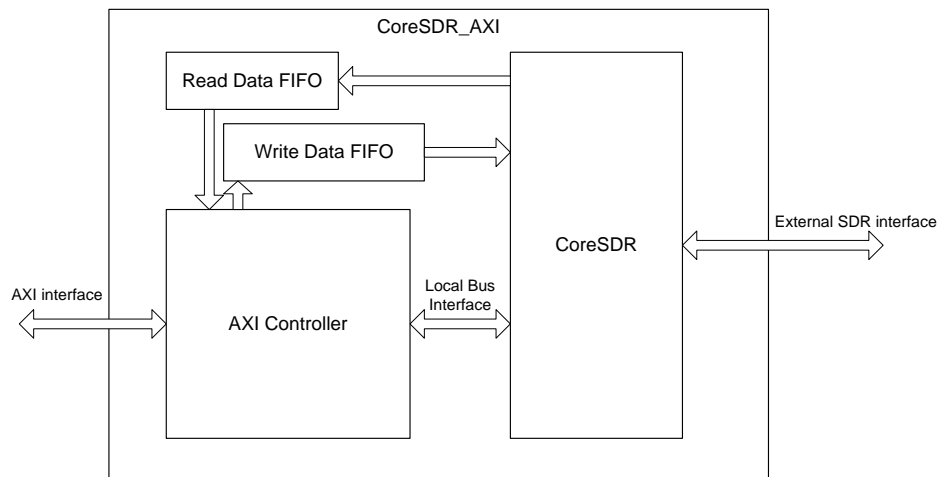 CoreSDR_AXI
Read Data FIFO
Write Data FIFO
External SDR interface
CoreSDR
AXI interface
Local Bus
Interface
AXI Controller